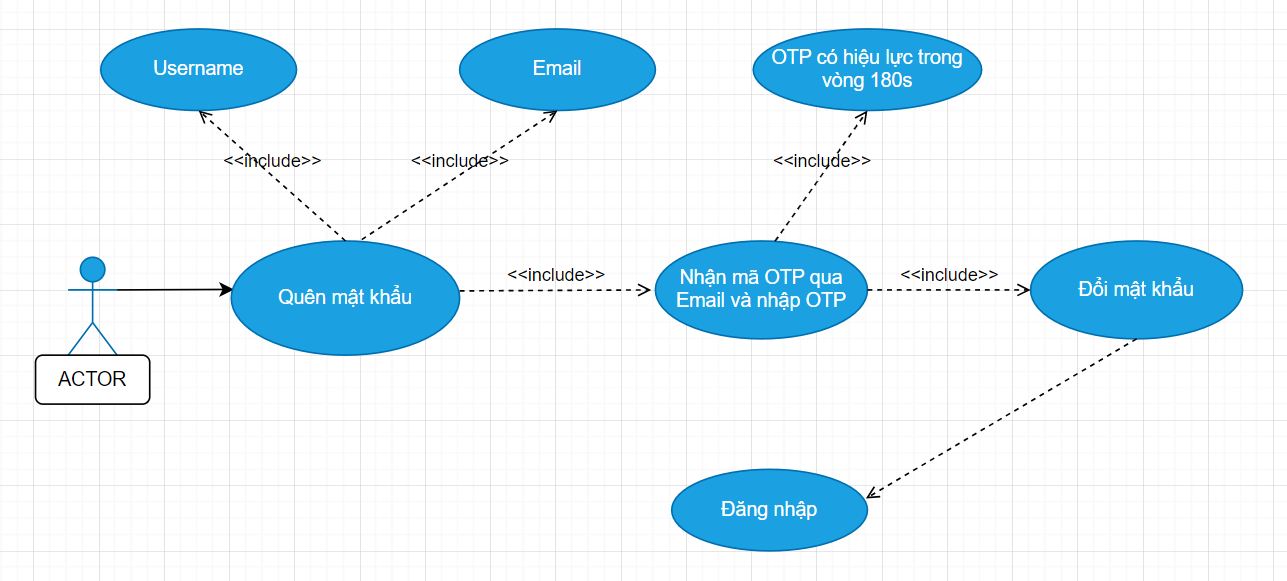 Username
Email
OTP có hiệu lực trong
vòng 180s
<<include>>
<<include>>
<<include>>
Quên mật khẩu
<<include>>
Nhận mã OTP qua
Email và nhập OTP
<<include>>
Đổi mật khẩu
ACTOR
Đăng nhập